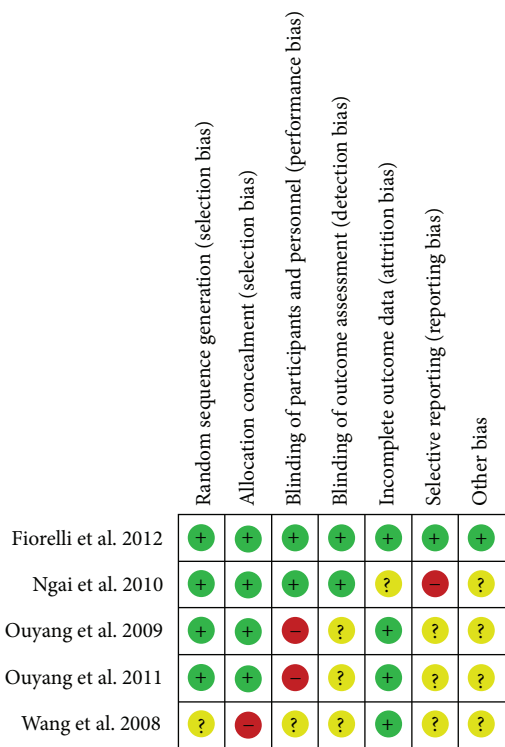 Random sequence generation (selection bias)
Allocation concealment (selection bias)
Blinding of participants and personnel (performance bias)
Blinding of outcome assessment (detection bias)
Incomplete outcome data (attrition bias)
Selective reporting (reporting bias)
Other bias
Fiorelli et al. 2012 + + + + + + +
Ngai et al. 2010 + + + + ? − ?
Ouyang et al. 2009 + + − ? + ? ?
Ouyang et al. 2011 + + − ? + ? ?
Wang et al. 2008 ? − ? ? + ? ?